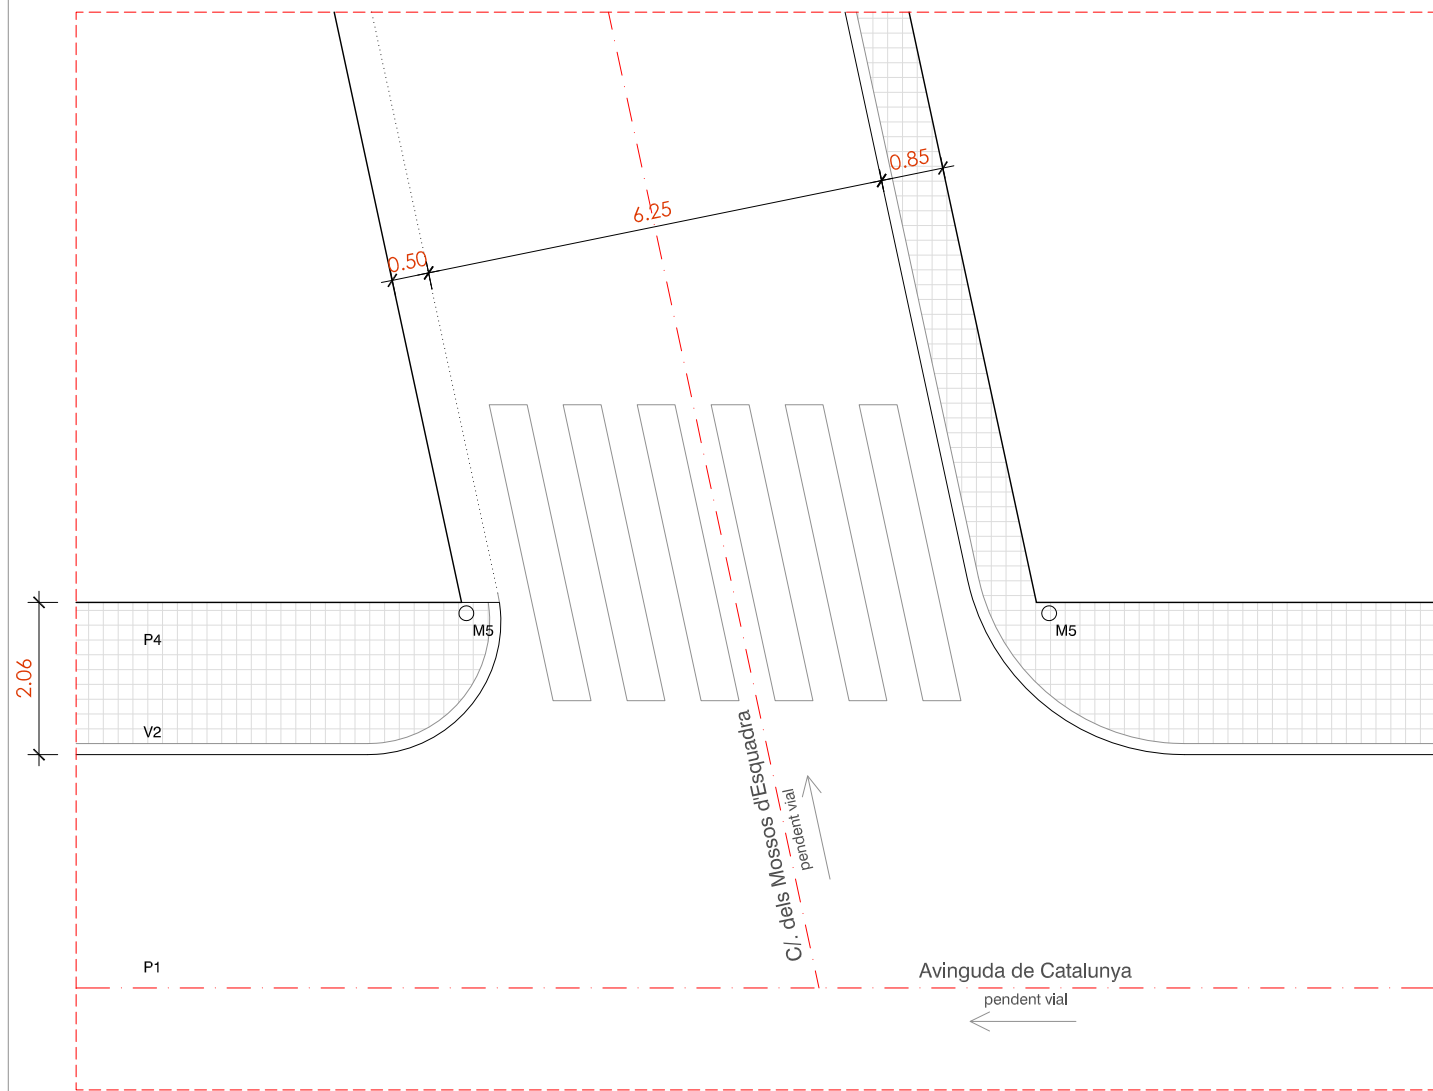 0.85
6.25
0.50
P4
M5
M5
2.06
V2
C/. dels Mossos d'Esquadra
pendent vial
P1
Avinguda de Catalunya
pendent vial